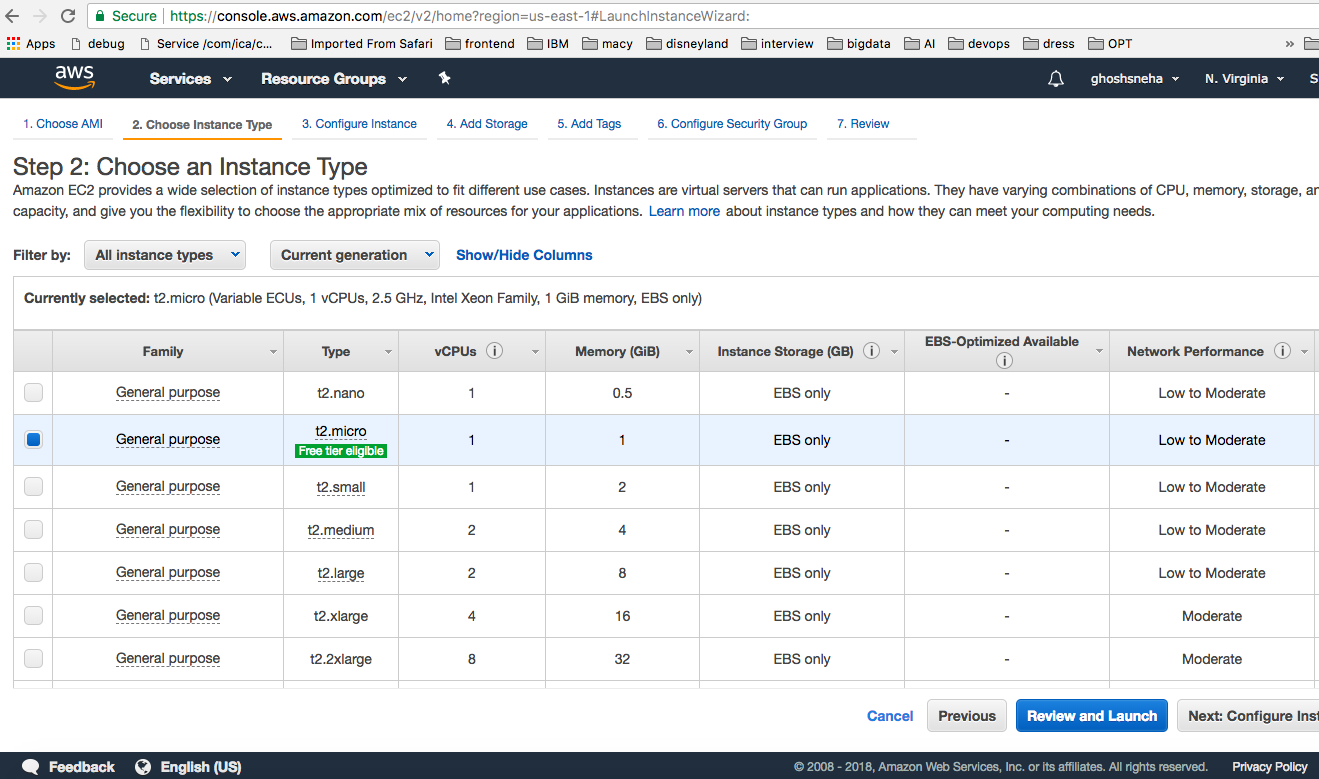 Secure https://console.aws.amazon.com/ec2/v2/home?region=us-east-1#LaunchInstanceWizard:
Apps debug Service /com/ica/c... Imported From Safari frontend IBM macy disneyland interview bigdata AI devops dress OPT »
aws Services Resource Groups ghoshsneha N. Virginia S
1. Choose AMI 2. Choose Instance Type 3. Configure Instance 4. Add Storage 5. Add Tags 6. Configure Security Group 7. Review
Step 2: Choose an Instance Type
Amazon EC2 provides a wide selection of instance types optimized to fit different use cases. Instances are virtual servers that can run applications. They have varying combinations of CPU, memory, storage, an
capacity, and give you the flexibility to choose the appropriate mix of resources for your applications. Learn more about instance types and how they can meet your computing needs.
Filter by: All instance types Current generation Show/Hide Columns
Currently selected: t2.micro (Variable ECUs, 1 vCPUs, 2.5 GHz, Intel Xeon Family, 1 GiB memory, EBS only)
Family Type vCPUs i Memory (GiB) Instance Storage (GB) i EBS-Optimized Available i Network Performance i
General purpose t2.nano 1 0.5 EBS only - Low to Moderate
General purpose t2.micro Free tier eligible 1 1 EBS only - Low to Moderate
General purpose t2.small 1 2 EBS only - Low to Moderate
General purpose t2.medium 2 4 EBS only - Low to Moderate
General purpose t2.large 2 8 EBS only - Low to Moderate
General purpose t2.xlarge 4 16 EBS only - Moderate
General purpose t2.2xlarge 8 32 EBS only - Moderate
Cancel Previous Review and Launch Next: Configure Inst
Feedback English (US) © 2008 - 2018, Amazon Web Services, Inc. or its affiliates. All rights reserved. Privacy Policy